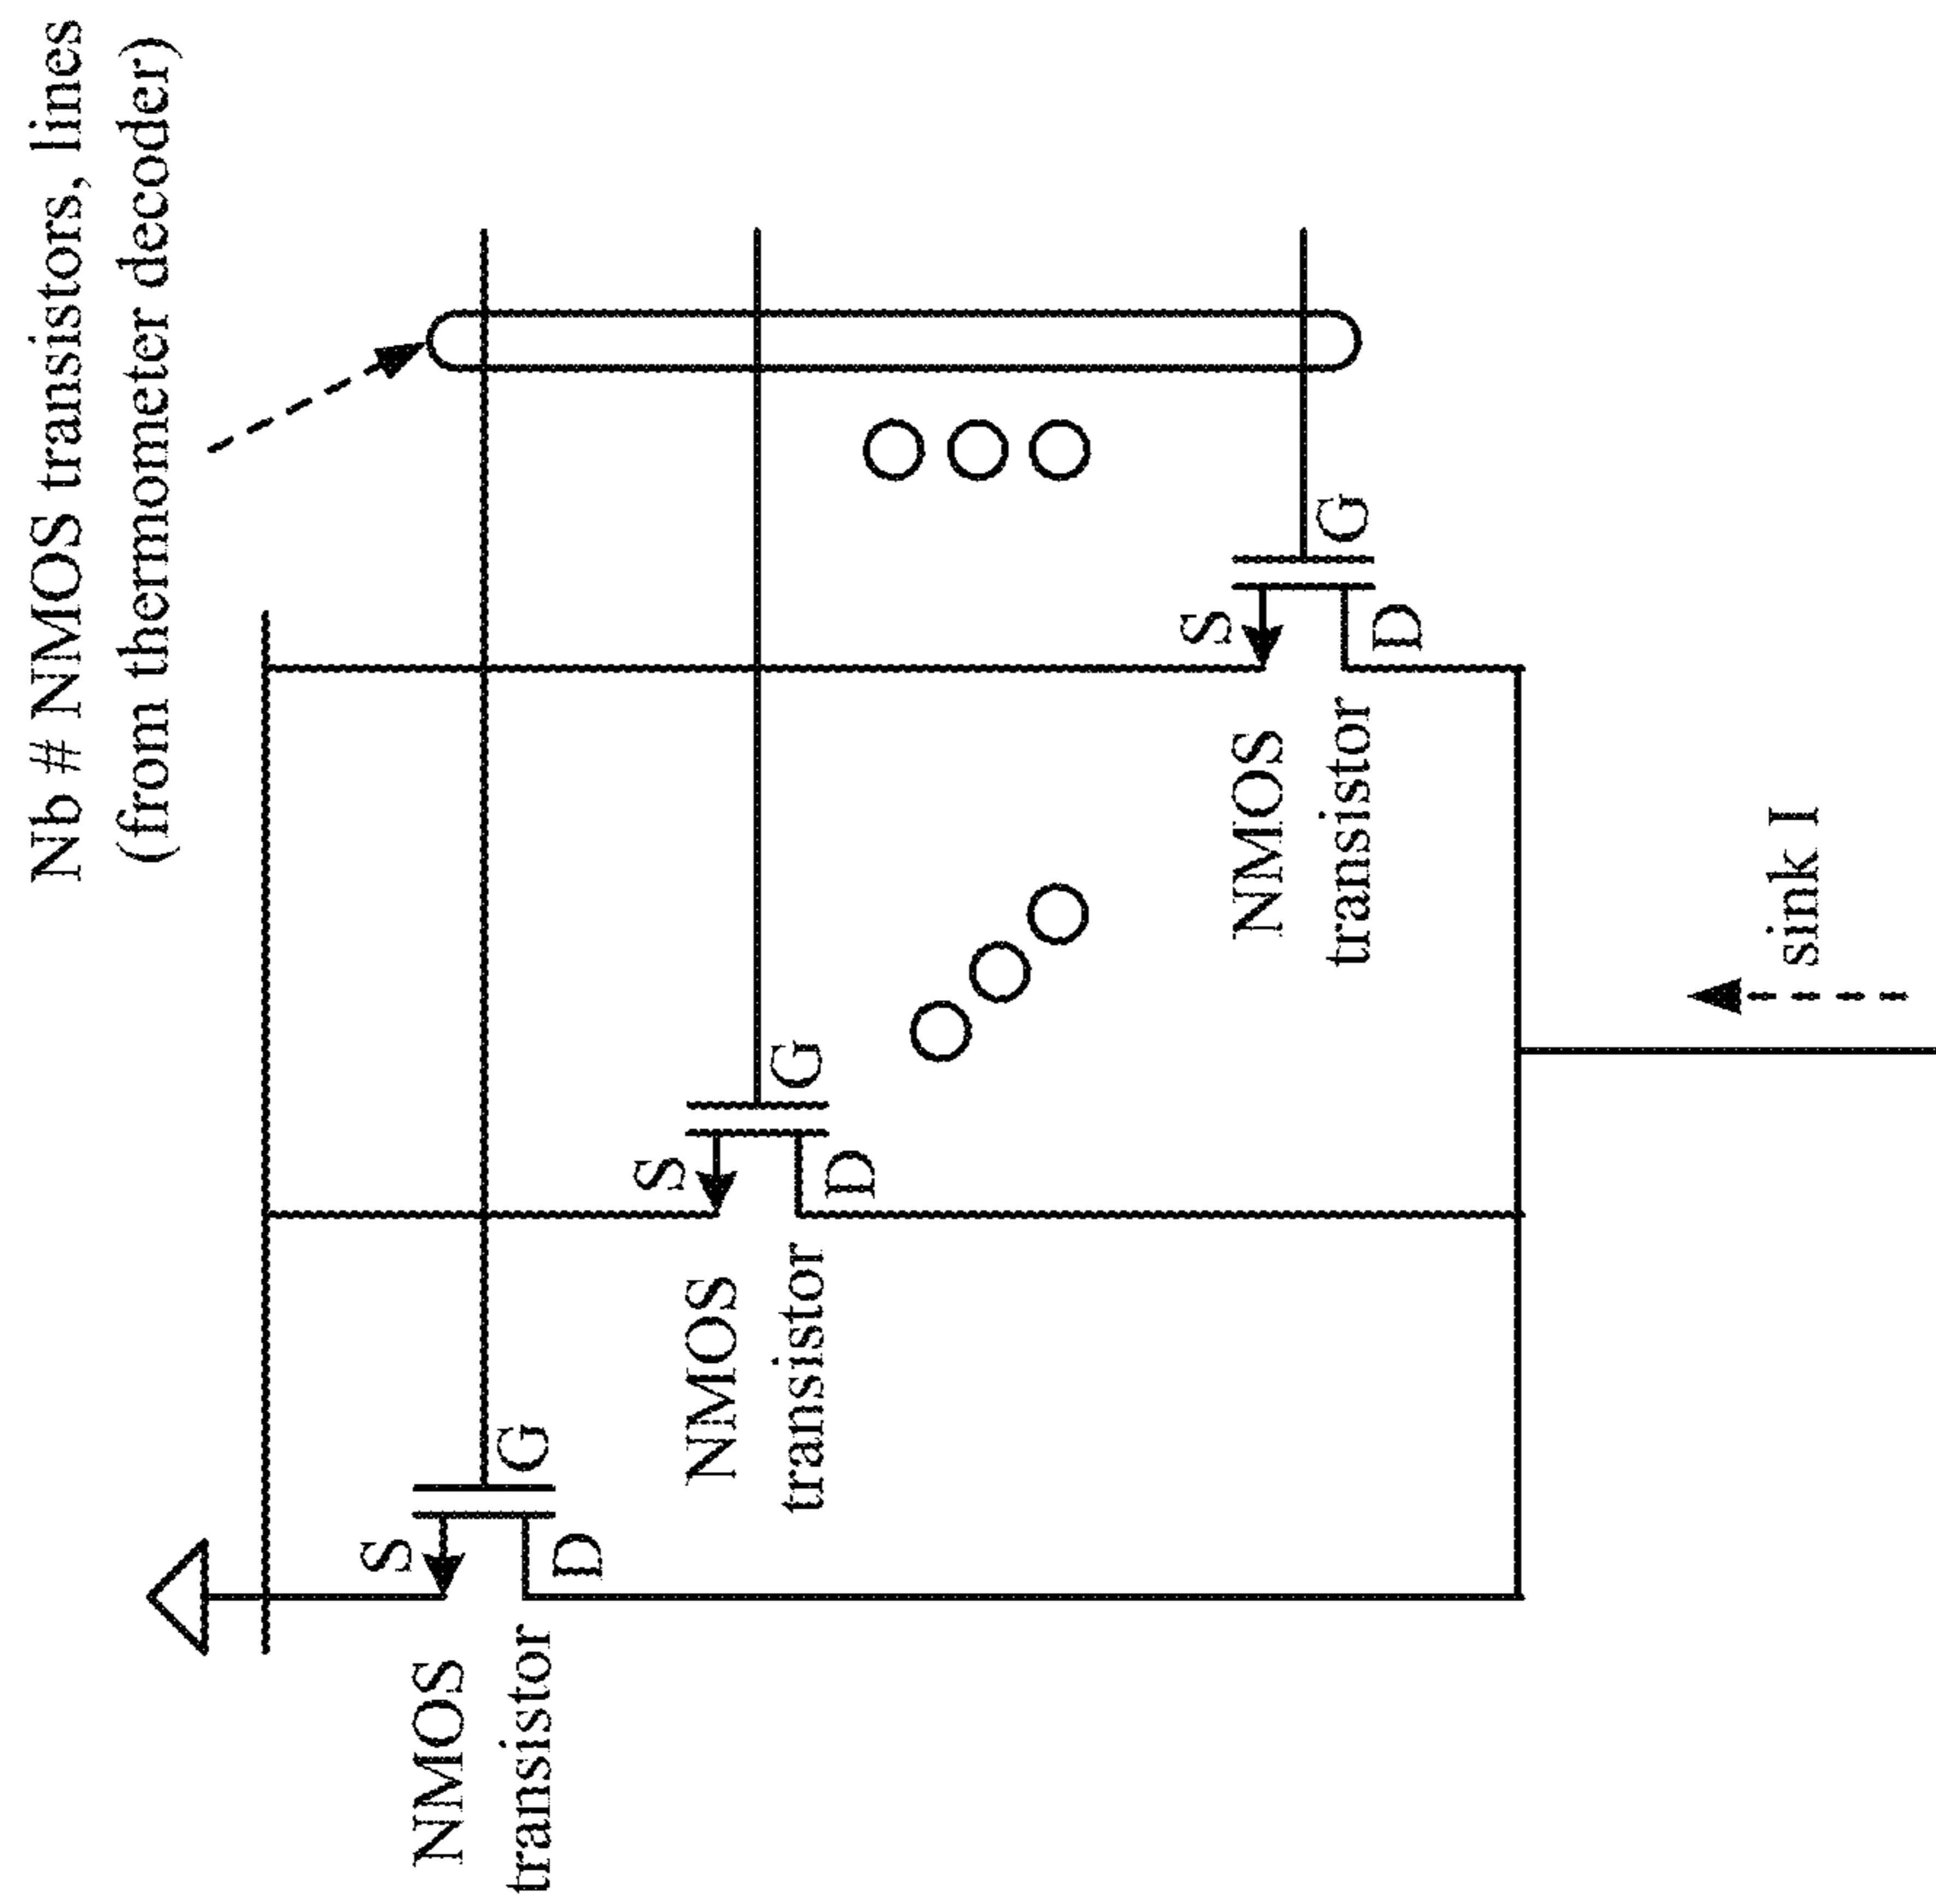 Nb # NMOS transistors, lines
(from thermometer decoder)
S
G
D
NMOS
transistor
S
G
D
NMOS
transistor
S
G
D
NMOS
transistor
sink I